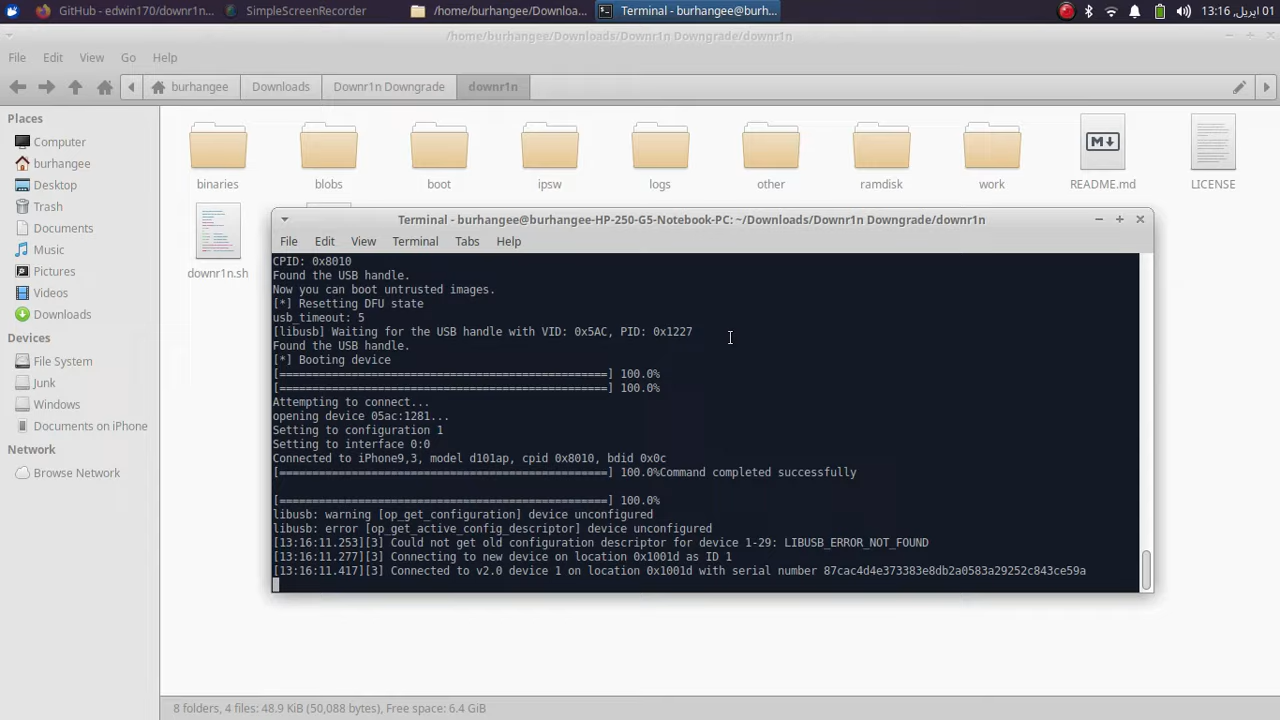 GitHub - edwin170/downr1n...
SimpleScreenRecorder
/home/burhangee/Downloa...
Terminal - burhangee@burh...
01 اپریل, 13:16
/home/burhangee/Downloads/Downr1n Downgrade/downr1n
File Edit View Go Help
burhangee Downloads Downr1n Downgrade downr1n
Places
Computer
burhangee
Desktop
Trash
Documents
Music
Pictures
Videos
Downloads
Devices
File System
Junk
Windows
Documents on iPhone
Network
Browse Network
binaries blobs boot ipsw logs other ramdisk work README.md LICENSE
downr1n.sh
Terminal - burhangee@burhangee-HP-250-G5-Notebook-PC: ~/Downloads/Downr1n Downgrade/downr1n
File Edit View Terminal Tabs Help
CPID: 0x8010
Found the USB handle.
Now you can boot untrusted images.
[*] Resetting DFU state
usb_timeout: 5
[libusb] Waiting for the USB handle with VID: 0x5AC, PID: 0x1227
Found the USB handle.
[*] Booting device
[==================================================] 100.0%
[==================================================] 100.0%
Attempting to connect...
opening device 05ac:1281...
Setting to configuration 1
Setting to interface 0:0
Connected to iPhone9,3, model d101ap, cpid 0x8010, bdid 0x0c
[==================================================] 100.0%Command completed successfully
[==================================================] 100.0%
libusb: warning [op_get_configuration] device unconfigured
libusb: error [op_get_active_config_descriptor] device unconfigured
[13:16:11.253][3] Could not get old configuration descriptor for device 1-29: LIBUSB_ERROR_NOT_FOUND
[13:16:11.277][3] Connecting to new device on location 0x1001d as ID 1
[13:16:11.417][3] Connected to v2.0 device 1 on location 0x1001d with serial number 87cac4d4e373383e8db2a0583a29252c843ce59a
8 folders, 4 files: 48.9 KiB (50,088 bytes), Free space: 6.4 GiB